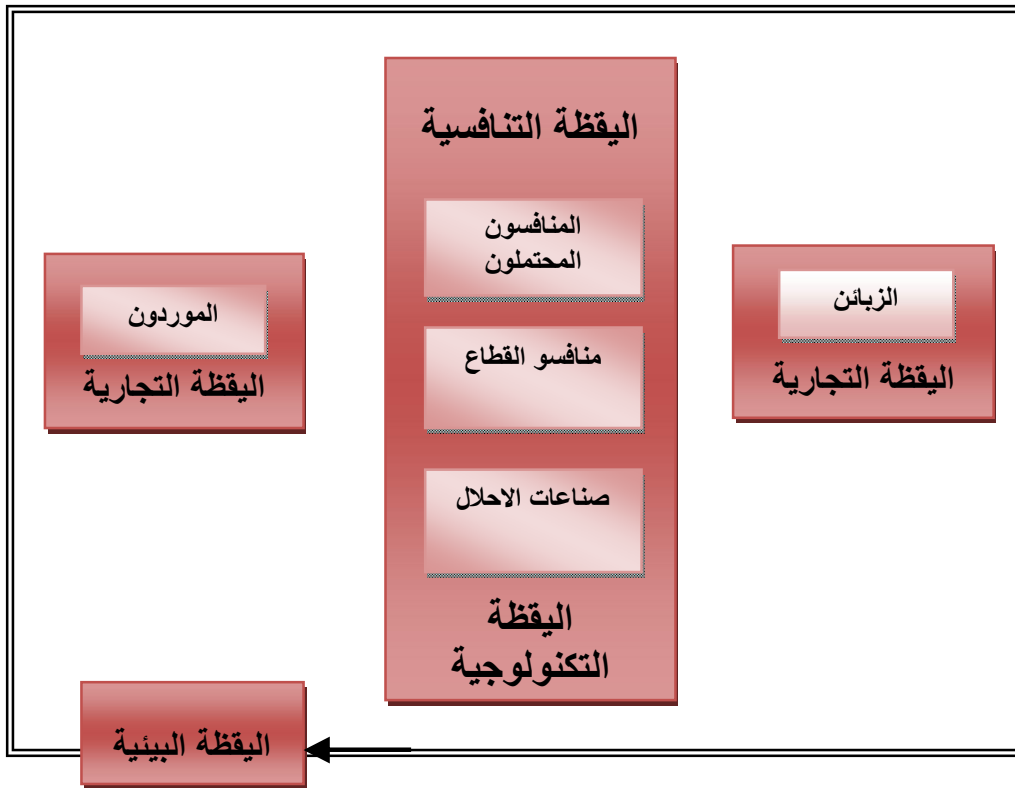 اليقظة التنافسية
المنافسون
المحتملون
منافسو القطاع
صناعات الاحلال
اليقظة
التكنولوجية
الزبائن
اليقظة التجارية
الموردون
اليقظة التجارية
اليقظة البيئية